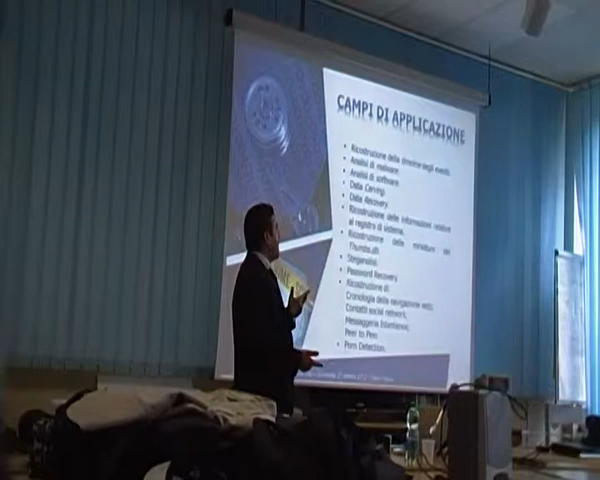 CAMPI DI APPLICAZIONE
• Ricostruzione della timeline degli eventi.
• Analisi di malware.
• Analisi di software.
• Data Carving.
• Data Recovery.
• Ricostruzione delle informazioni relative
al registro di sistema.
• Ricostruzione delle miniature nei
Thumbs.db
• Steganalisi.
• Password Recovery.
• Ricostruzione di:
Cronologia della navigazione web;
Contatti social network;
Messaggeria Istantanea;
Peer to Peer.
• Porn Detection.